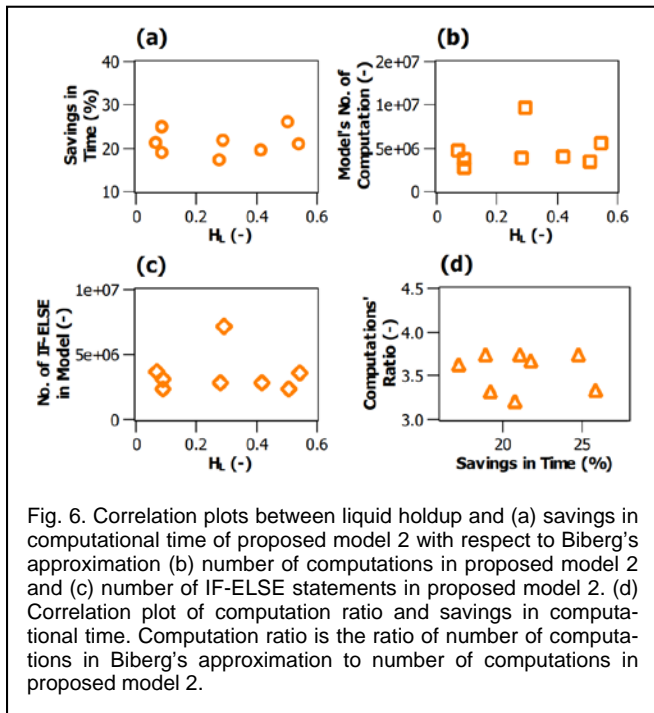 (a)
40
30
20
10
Savings in
Time (%)
0 0.2 0.4 0.6
H_L (-)
(b)
2e+07
1e+07
5e+06
0
Model's No. of
Computation (-)
0 0.2 0.4 0.6
H_L (-)
(c)
1e+07
5e+06
0
No. of IF-ELSE
in Model (-)
0 0.2 0.4 0.6
H_L (-)
(d)
4.5
4.0
3.5
3.0
Computations'
Ratio (-)
20 25
Savings in Time (%)
Fig. 6. Correlation plots between liquid holdup and (a) savings in
computational time of proposed model 2 with respect to Biberg's
approximation (b) number of computations in proposed model 2
and (c) number of IF-ELSE statements in proposed model 2. (d)
Correlation plot of computation ratio and savings in computa-
tional time. Computation ratio is the ratio of number of computa-
tions in Biberg's approximation to number of computations in
proposed model 2.